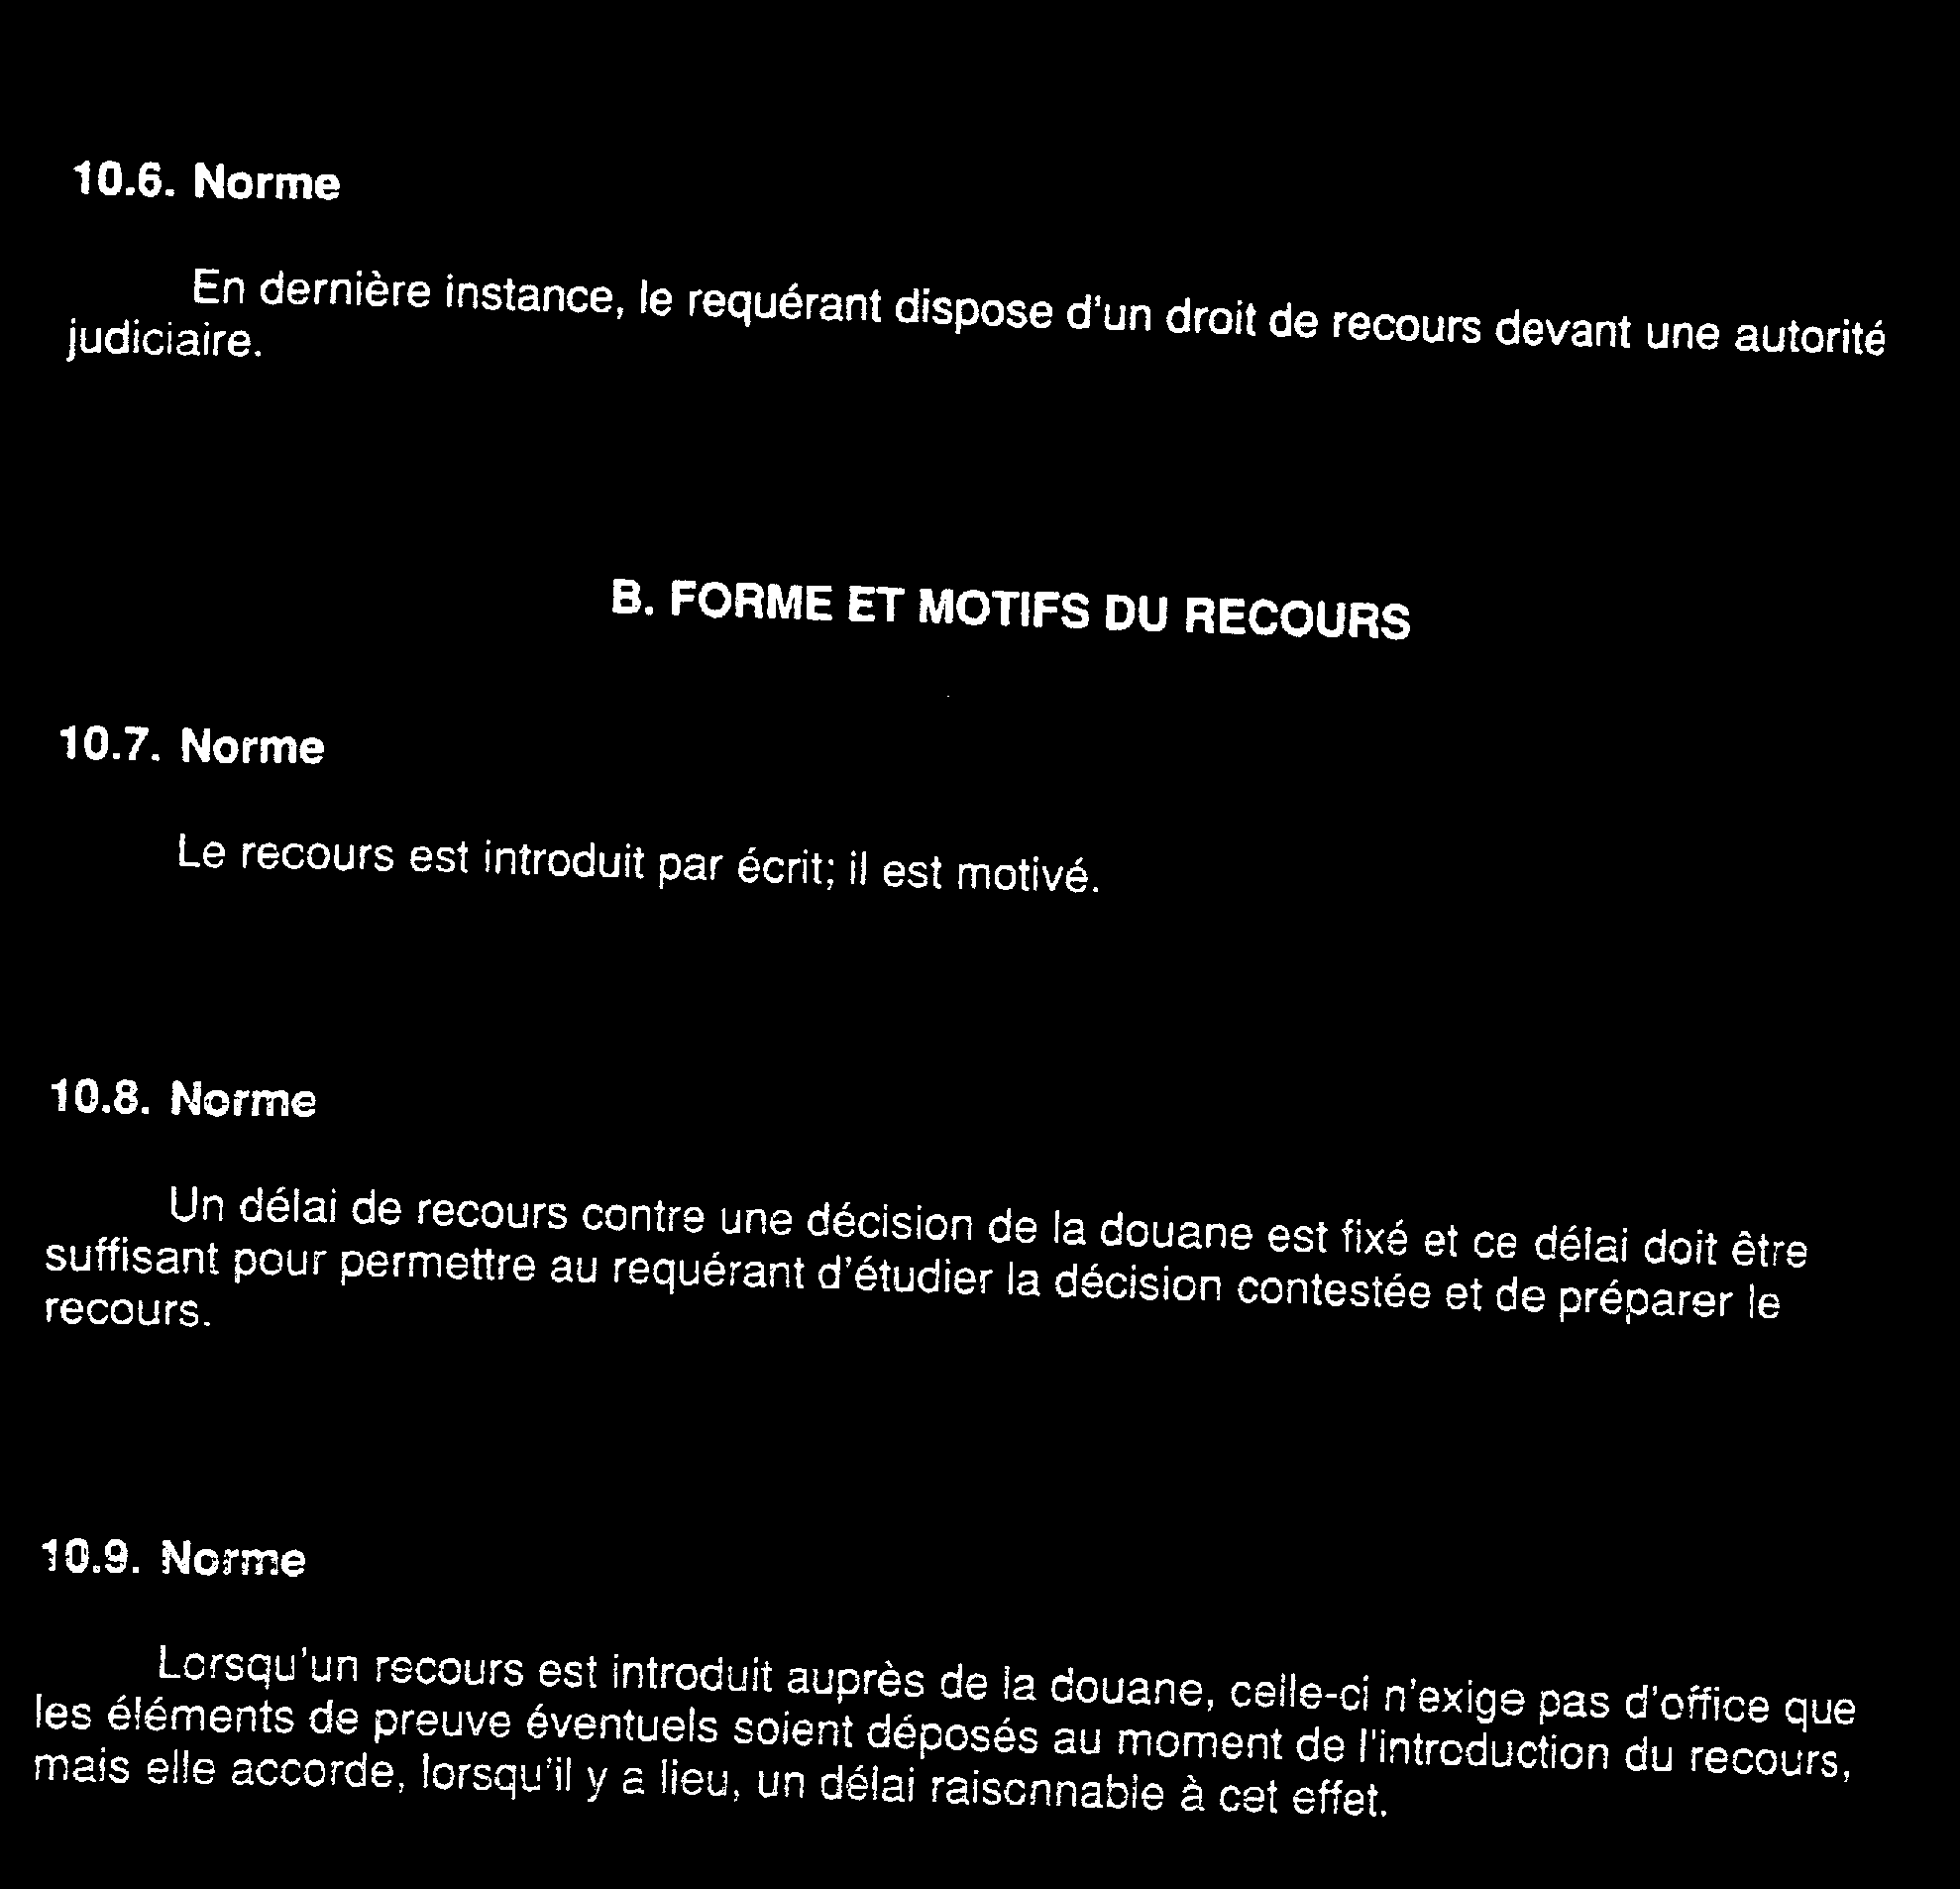 10.6. Norme
En dernière instance, le requérant dispose d'un droit de recours devant une autorité
judiciaire.
B. FORME ET MOTIFS DU RECOURS
10.7. Norme
Le recours est introduit par écrit; il est motivé.
10.8. Norme
Un délai de recours contre une décision de la douane est fixé et ce délai doit être
suffisant pour permettre au requérant d'étudier la décision contestée et de préparer le
recours.
10.9. Norme
Lorsqu'un recours est introduit auprès de la douane, celle-ci n'exige pas d'office que
les éléments de preuve éventuels soient déposés au moment de l'introduction du recours,
mais elle accorde, lorsqu'il y a lieu, un délai raisonnable à cet effet.